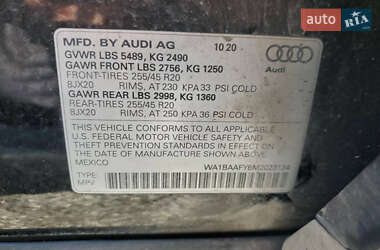 AUTO RIA
MFD. BY AUDI AG 10 20
GVWR LBS 5489, KG 2490
GAWR FRONT LBS 2756, KG 1250
FRONT-TIRES 255/45 R20
8JX20 RIMS, AT 230 KPA 33 PSI COLD
GAWR REAR LBS 2998, KG 1360
REAR-TIRES 255/45 R20
8JX20 RIMS, AT 250 KPA 36 PSI COLD
Audi
THIS VEHICLE CONFORMS TO ALL APPLICABLE
U.S. FEDERAL MOTOR VEHICLE SAFETY AND
THEFT PREVENTION STANDARDS IN EFFECT ON
THE DATE OF MANUFACTURE SHOWN ABOVE.
MEXICO
TYPE:
MPV